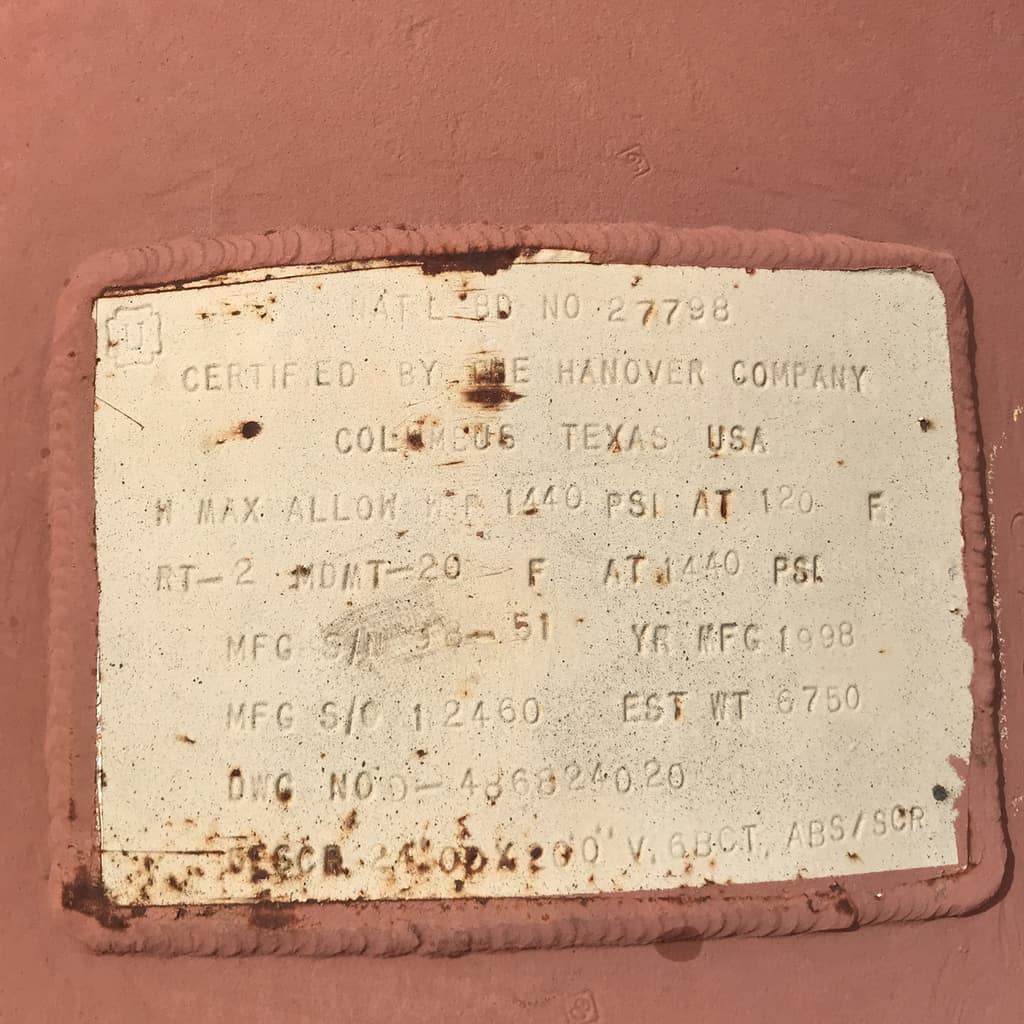 U NAT'L BD NO 27798
CERTIFIED BY THE HANOVER COMPANY
COLUMBUS TEXAS USA
W MAX ALLOW W P 1440 PSI AT 120 F
RT-2 MDMT-20 F AT 1440 PSI
MFG S/N 98- 51 YR MFG 1998
MFG S/O 12460 EST WT 6750
DWG NO D-486824020
DESCR V. ABS/SCR